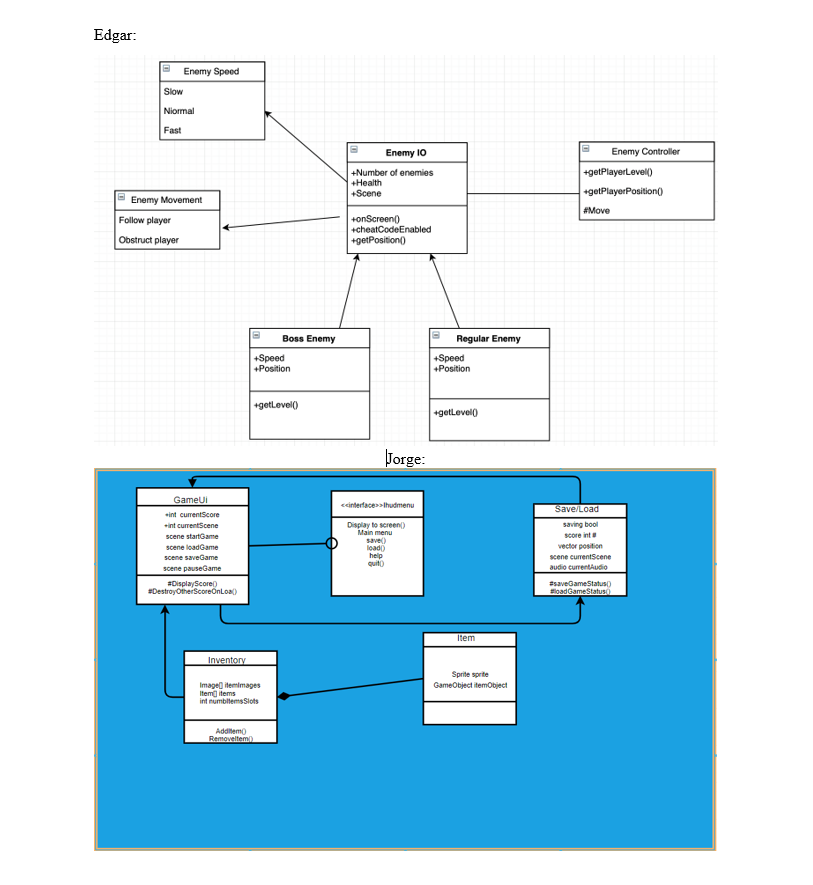 Edgar:
Enemy Speed
Slow
Niormal
Fast
Enemy IO
+Number of enemies
+Health
+Scene
+onScreen()
+cheatCodeEnabled
+getPosition()
Enemy Controller
+getPlayerLevel()
+getPlayerPosition()
#Move
Enemy Movement
Follow player
Obstruct player
Boss Enemy
+Speed
+Position
+getLevel()
Regular Enemy
+Speed
+Position
+getLevel()
Jorge:
GameUi
+int currentScore
+int currentScene
scene startGame
scene loadGame
scene saveGame
scene pauseGame
#DisplayScore()
#DestroyOtherScoreOnLoa()
<<interface>>Ihudmenu
Display to screen()
Main menu
save()
load()
help
quit()
Save/Load
saving bool
score int #
vector position
scene currentScene
audio currentAudio
#saveGameStatus()
#loadGameStatus()
Inventory
Image[] itemImages
Item[] items
int numbItemsSlots
AddItem()
RemoveItem()
Item
Sprite sprite
GameObject itemObject